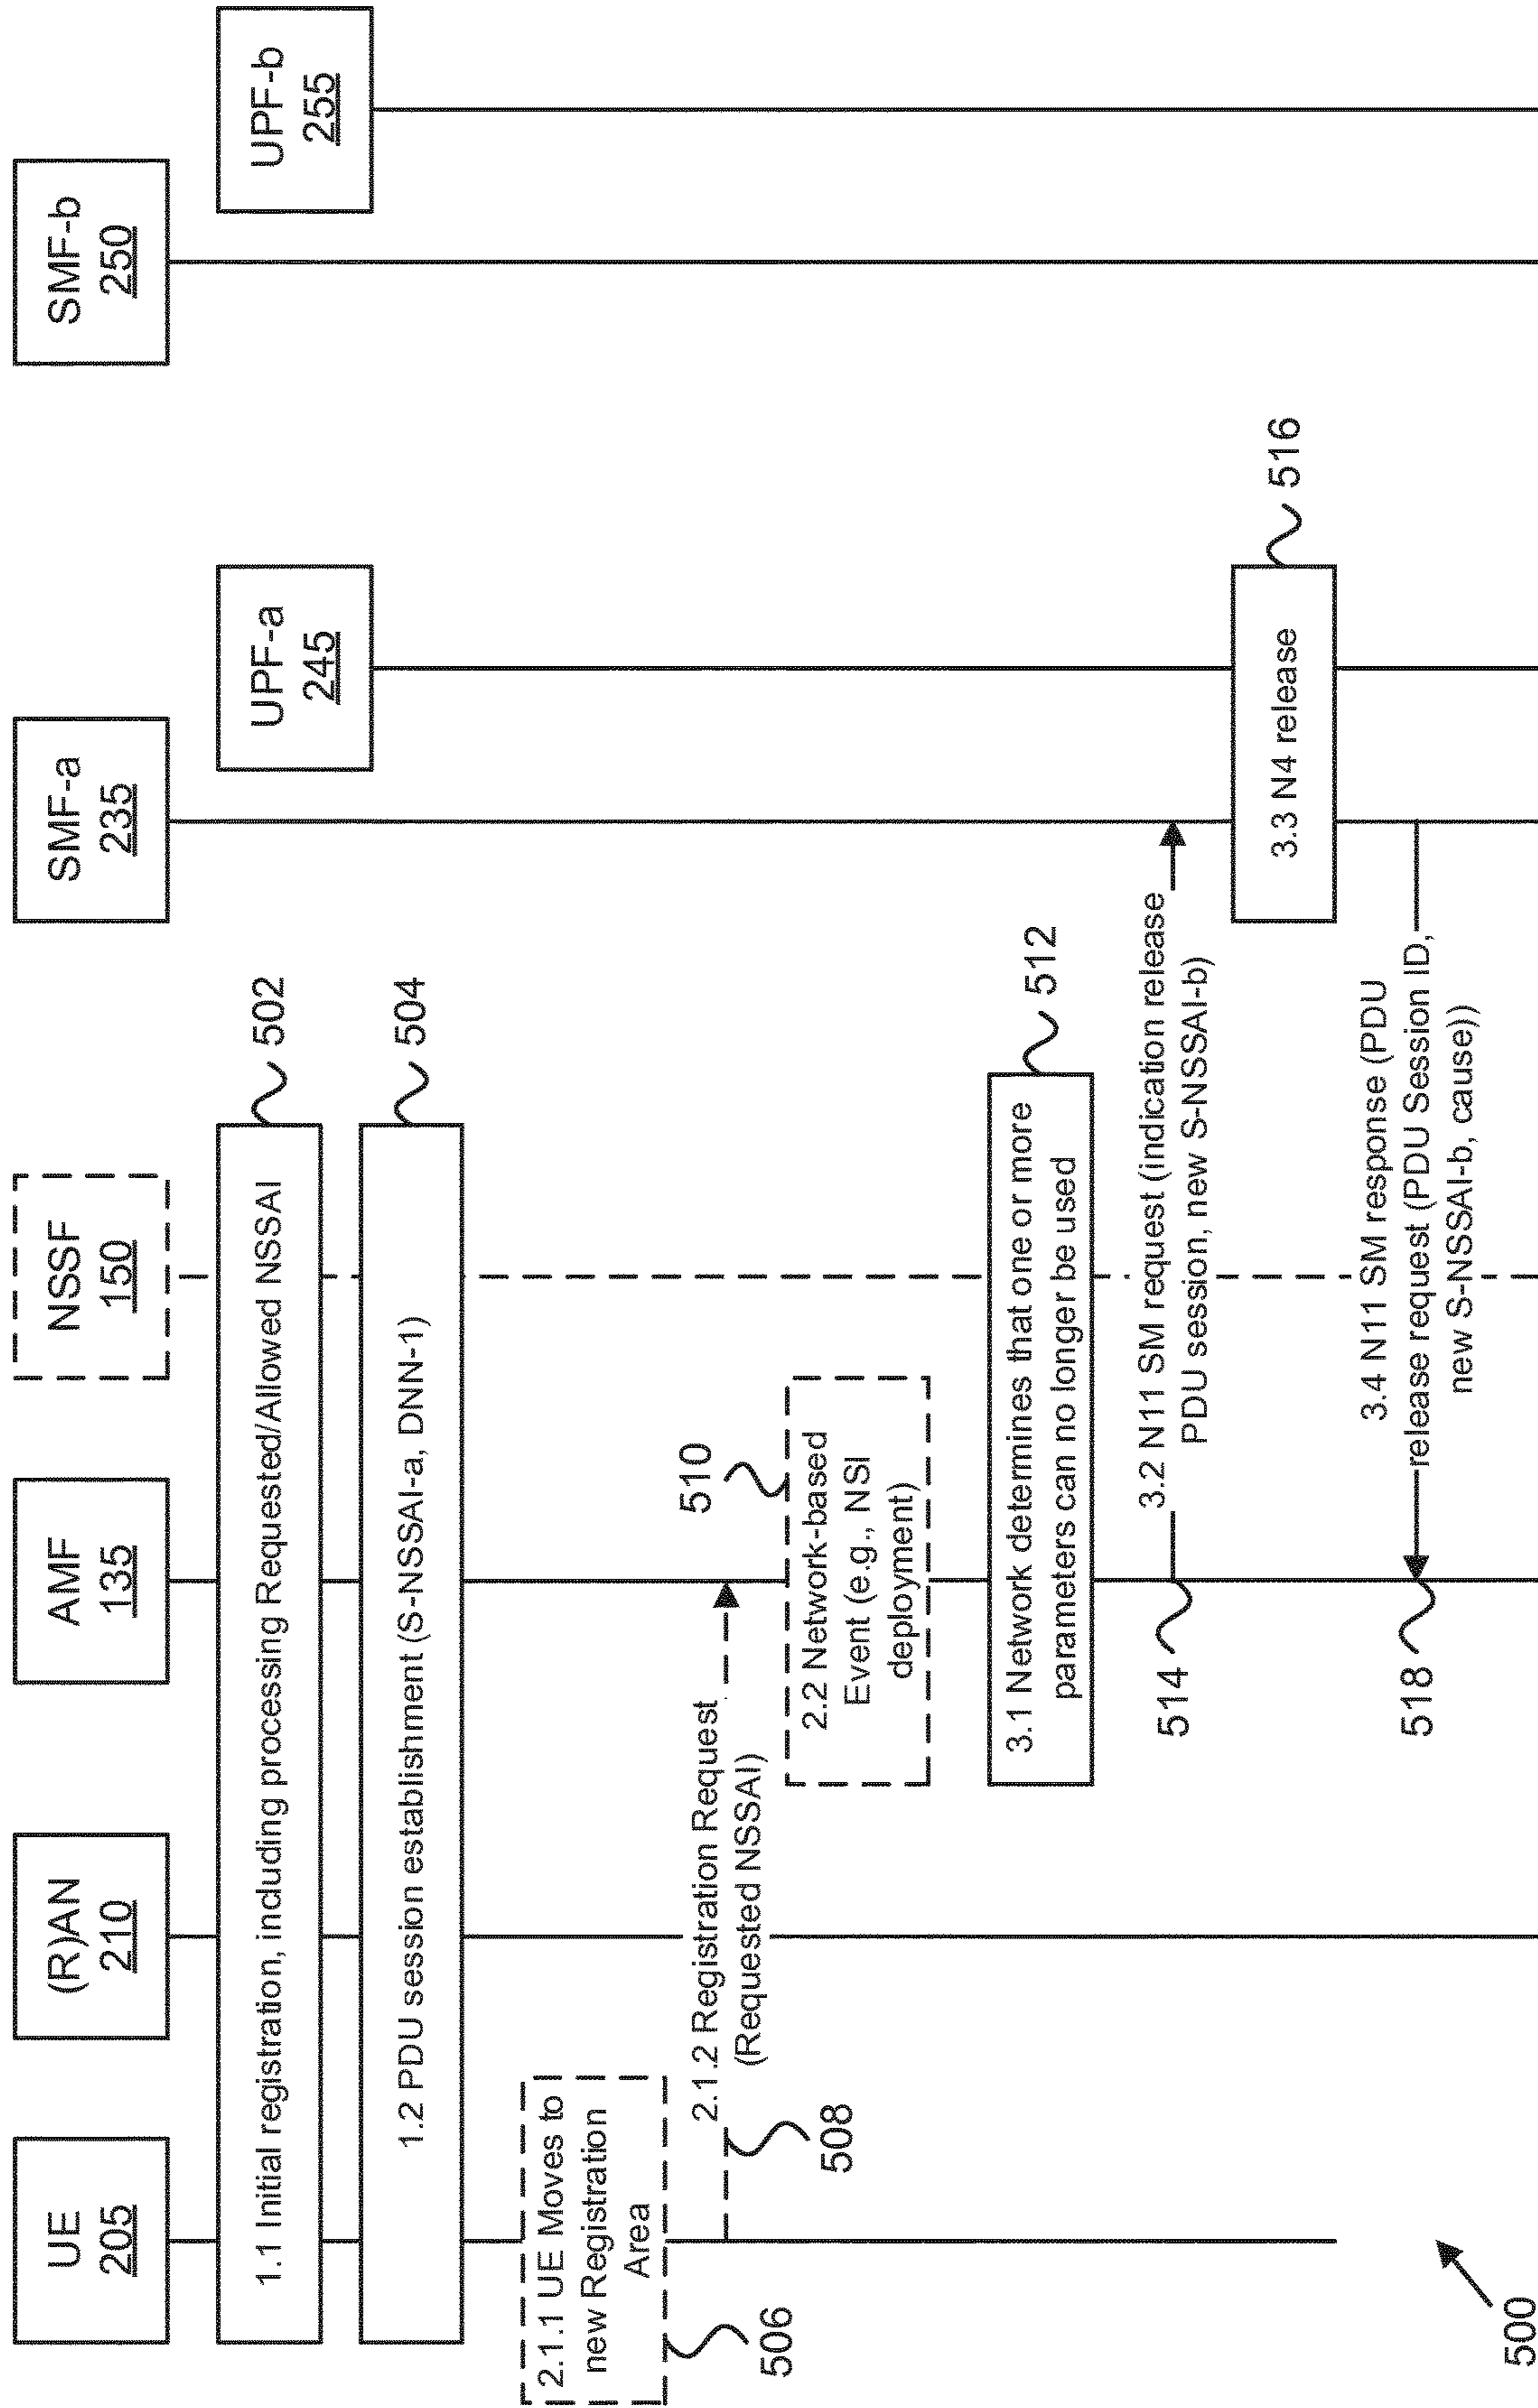 UE
205
(R)AN
210
AMF
135
NSSF
150
SMF-a
235
UPF-a
245
SMF-b
250
UPF-b
255
1.1 Initial registration, including processing Requested/Allowed NSSAI
502
1.2 PDU session establishment (S-NSSAI-a, DNN-1)
504
2.1.1 UE Moves to
new Registration
Area
506
2.1.2 Registration Request
(Requested NSSAI)
508
510
2.2 Network-based
Event (e.g., NSI
deployment)
3.1 Network determines that one or more
parameters can no longer be used
512
3.2 N11 SM request (indication release
PDU session, new S-NSSAI-b)
514
3.3 N4 release
516
3.4 N11 SM response (PDU
release request (PDU Session ID,
new S-NSSAI-b, cause))
518
500